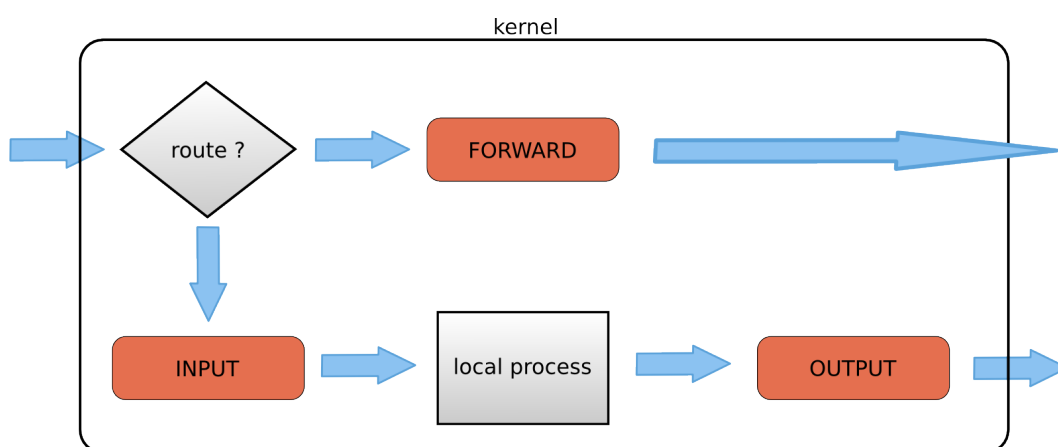 kernel
route ?
FORWARD
INPUT
local process
OUTPUT